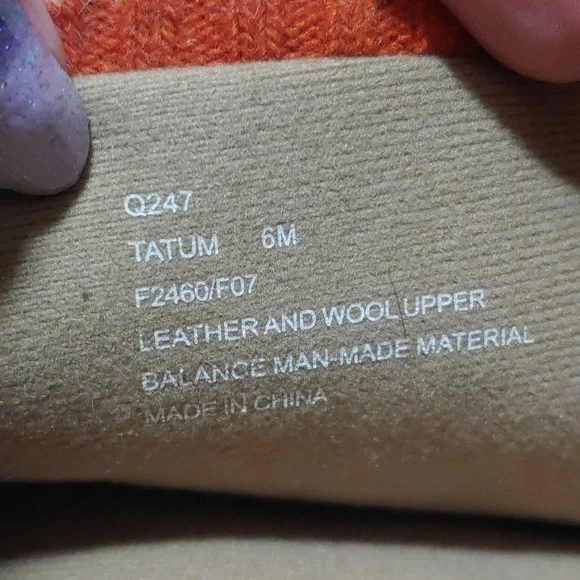 Q247
TATUM 6M
F2460/F07
LEATHER AND WOOL UPPER
BALANCE MAN-MADE MATERIAL
MADE IN CHINA